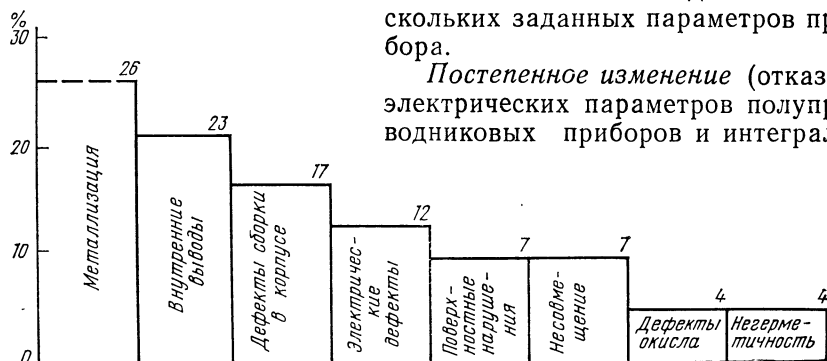 %
30
20
10
0
26
23
17
12
7
7
4
4
Металлизация
Внутренние
выводы
Дефекты сборки
в корпусе
Электричес-
кие
дефекты
Поверх-
ностные
наруше-
ния
Несовме-
щение
Дефекты
окисла
Негерме-
тичность
скольких заданных параметров пр
бора.
Постепенное изменение (отказ
электрических параметров полупр
водниковых приборов и интеграл